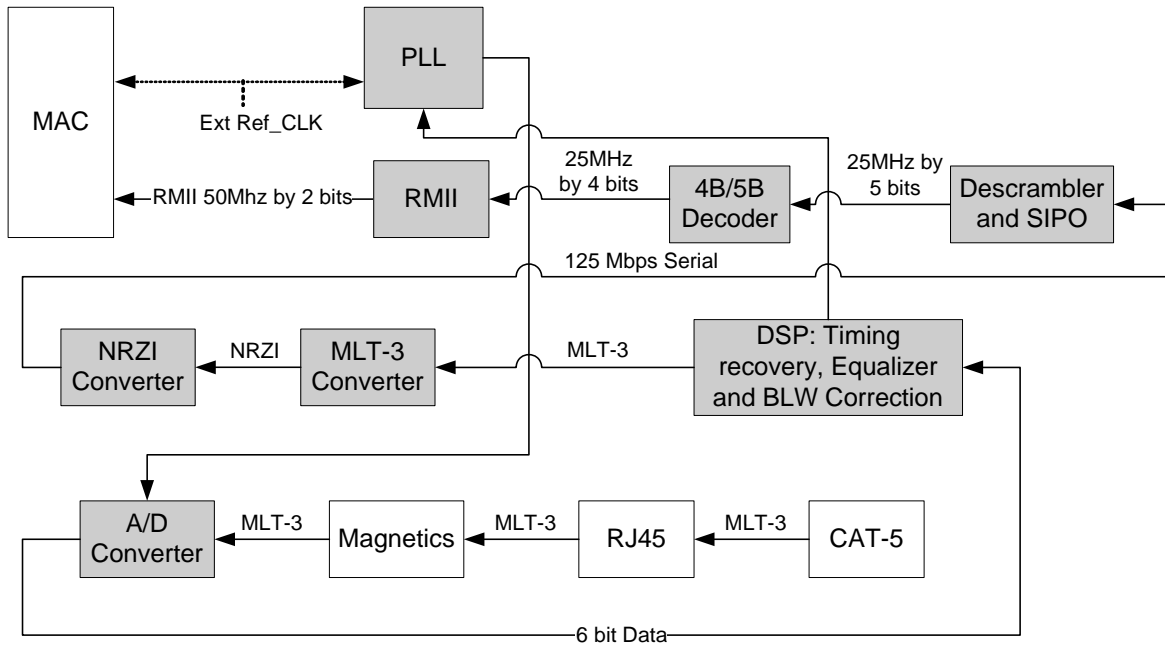 PLL
MAC
Ext Ref_CLK
25MHz
by 4 bits
25MHz by
5 bits
RMII 50Mhz by 2 bits
RMII
4B/5B
Decoder
Descrambler
and SIPO
125 Mbps Serial
NRZI
Converter
NRZI
MLT-3
Converter
MLT-3
DSP: Timing
recovery, Equalizer
and BLW Correction
A/D
Converter
MLT-3
Magnetics
MLT-3
RJ45
MLT-3
CAT-5
6 bit Data